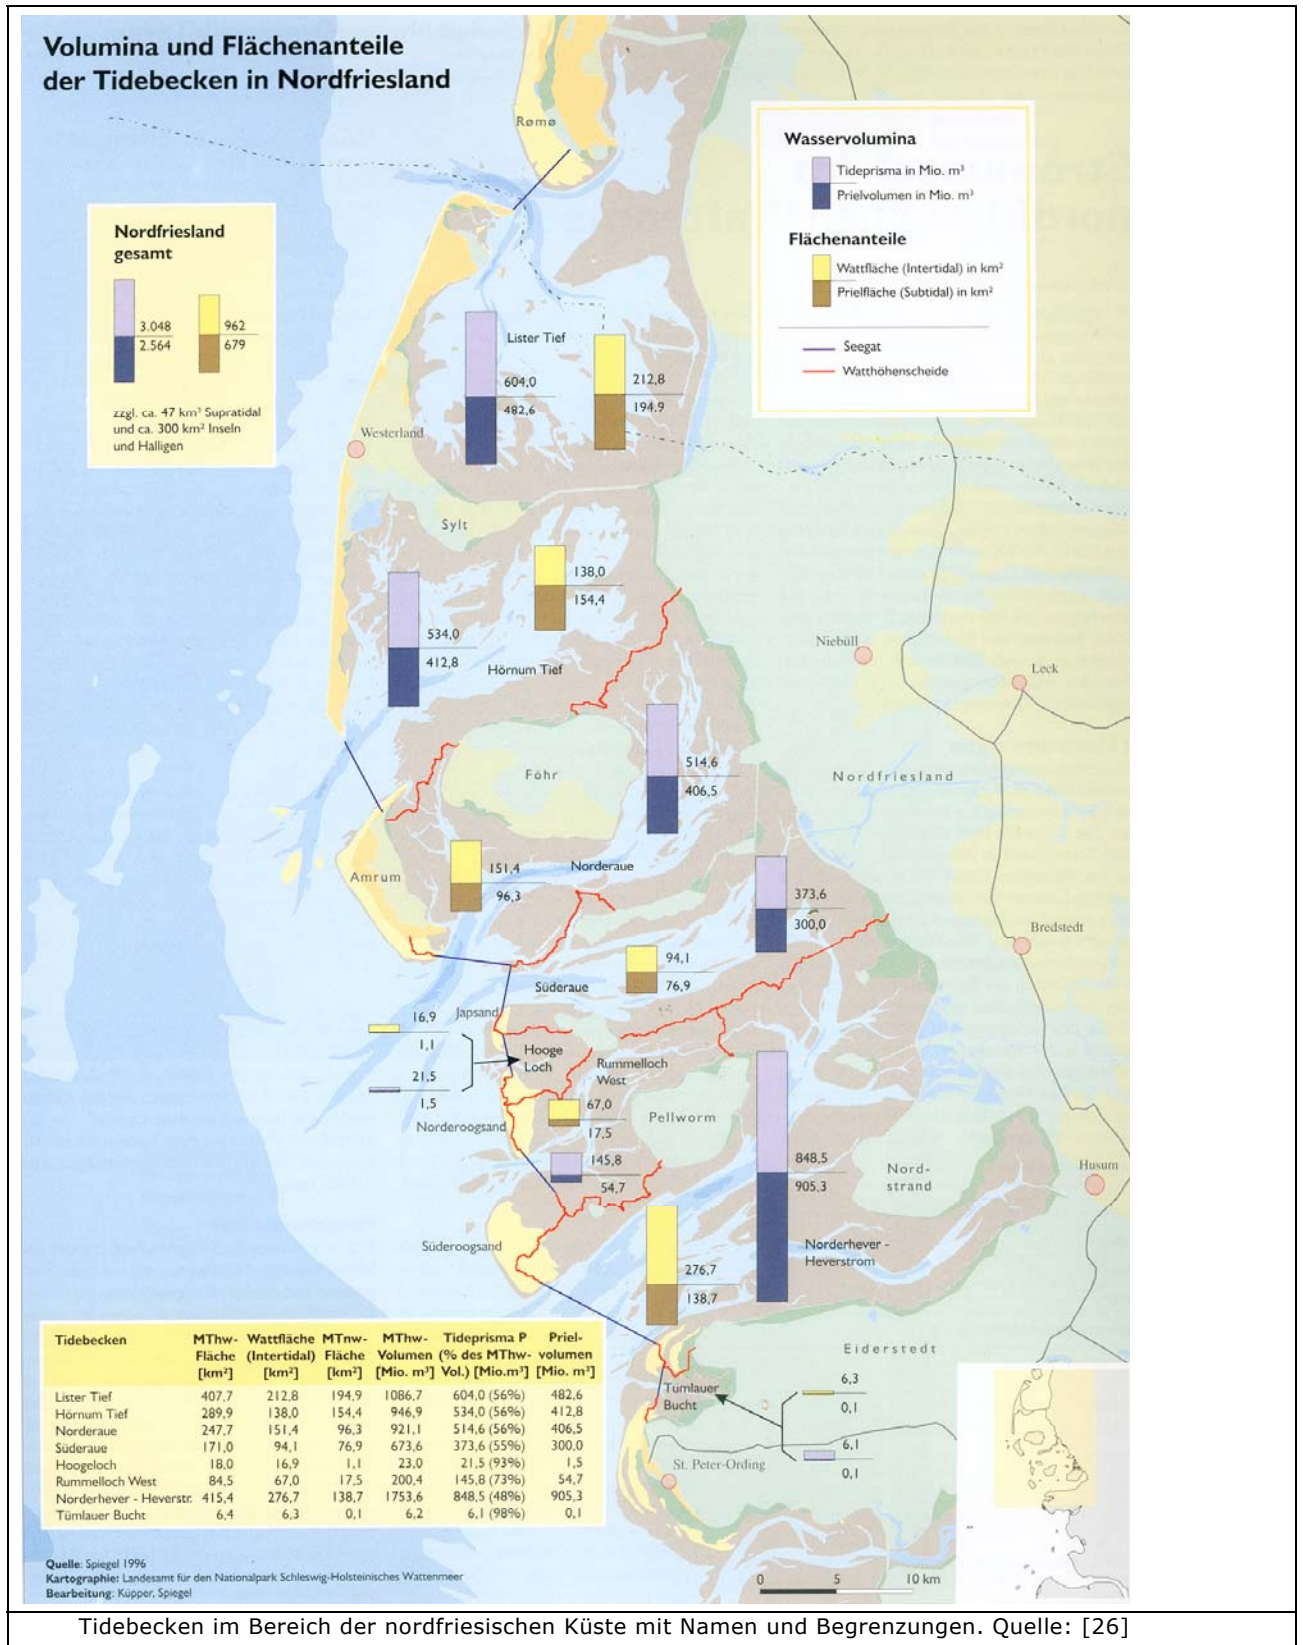 Volumina und Flächenanteile
der Tidebecken in Nordfriesland
Rømø
Wasservolumina
Tideprisma in Mio. m³
Prielvolumen in Mio. m³
Flächenanteile
Wattfläche (Intertidal) in km²
Prielfläche (Subtidal) in km²
Seegat
Watthöhenscheide
Nordfriesland
gesamt
3.048
2.564
962
679
zzgl. ca. 47 km² Supratidal
und ca. 300 km² Inseln
und Halligen
Lister Tief
604,0
482,6
212,8
194,9
Westerland
Sylt
138,0
154,4
534,0
412,8
Hörnum Tief
Niebüll
Leck
Föhr
514,6
406,5
Nordfriesland
Amrum
151,4
96,3
Norderaue
373,6
300,0
Bredstedt
94,1
76,9
Süderaue
Japsand
16,9
1,1
21,5
1,5
Hooge
Loch
Rummelloch
West
Norderoogsand
67,0
17,5
Pellworm
145,8
54,7
848,5
905,3
Nord-
strand
Husum
Süderoogsand
Norderhever -
Heverstrom
276,7
138,7
Eiderstedt
Tümlauer
Bucht
6,3
0,1
6,1
0,1
St. Peter-Ording
Tidebecken MThw- Wattfläche MTnw- MThw- Tideprisma P Priel-
Fläche (Intertidal) Fläche Volumen (% des MThw- volumen
[km²] [km²] [km²] [Mio. m³] Vol.) [Mio.m³] [Mio. m³]
Lister Tief 407,7 212,8 194,9 1086,7 604,0 (56%) 482,6
Hörnum Tief 289,9 138,0 154,4 946,9 534,0 (56%) 412,8
Norderaue 247,7 151,4 96,3 921,1 514,6 (56%) 406,5
Süderaue 171,0 94,1 76,9 673,6 373,6 (55%) 300,0
Hoogeloch 18,0 16,9 1,1 23,0 21,5 (93%) 1,5
Rummelloch West 84,5 67,0 17,5 200,4 145,8 (73%) 54,7
Norderhever - Heverstr. 415,4 276,7 138,7 1753,6 848,5 (48%) 905,3
Tümlauer Bucht 6,4 6,3 0,1 6,2 6,1 (98%) 0,1
Quelle: Spiegel 1996
Kartographie: Landesamt für den Nationalpark Schleswig-Holsteinisches Wattenmeer
Bearbeitung: Küpper, Spiegel
0 5 10 km
Tidebecken im Bereich der nordfriesischen Küste mit Namen und Begrenzungen. Quelle: [26]